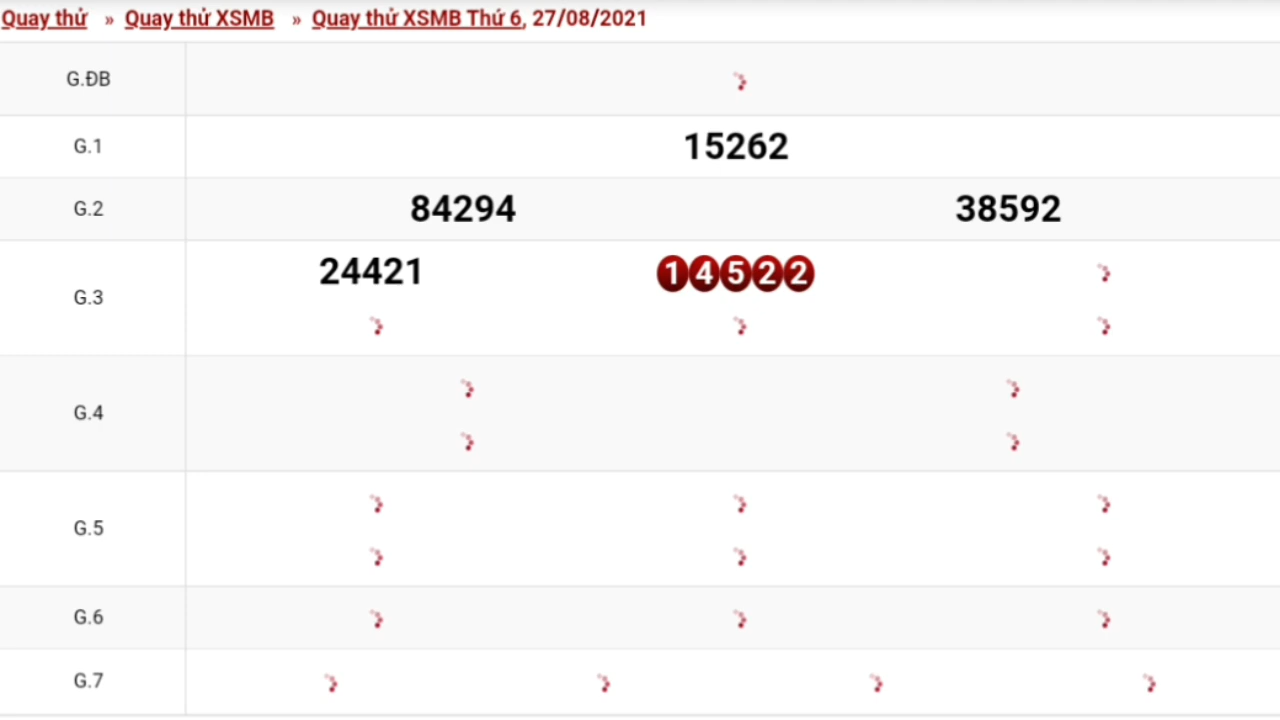 Quay thử » Quay thử XSMB » Quay thử XSMB Thứ 6, 27/08/2021
G.ĐB
G.1 15262
G.2 84294 38592
G.3 24421 14522
G.4
G.5
G.6
G.7